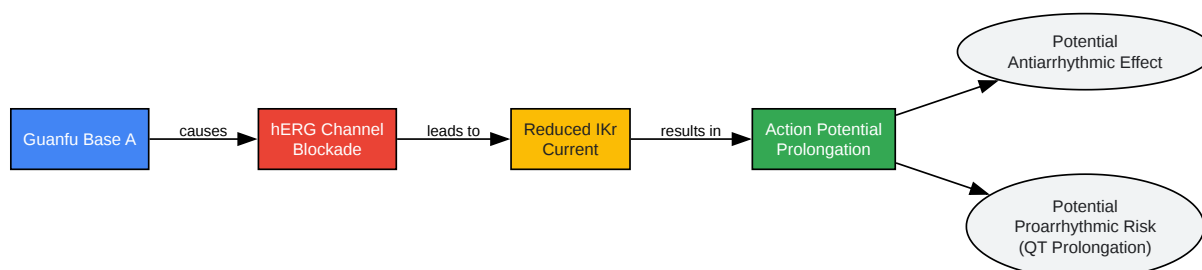 Guanfu Base A
causes
hERG Channel
Blockade
leads to
Reduced IKr
Current
results in
Action Potential
Prolongation
Potential
Antiarrhythmic Effect
Potential
Proarrhythmic Risk
(QT Prolongation)